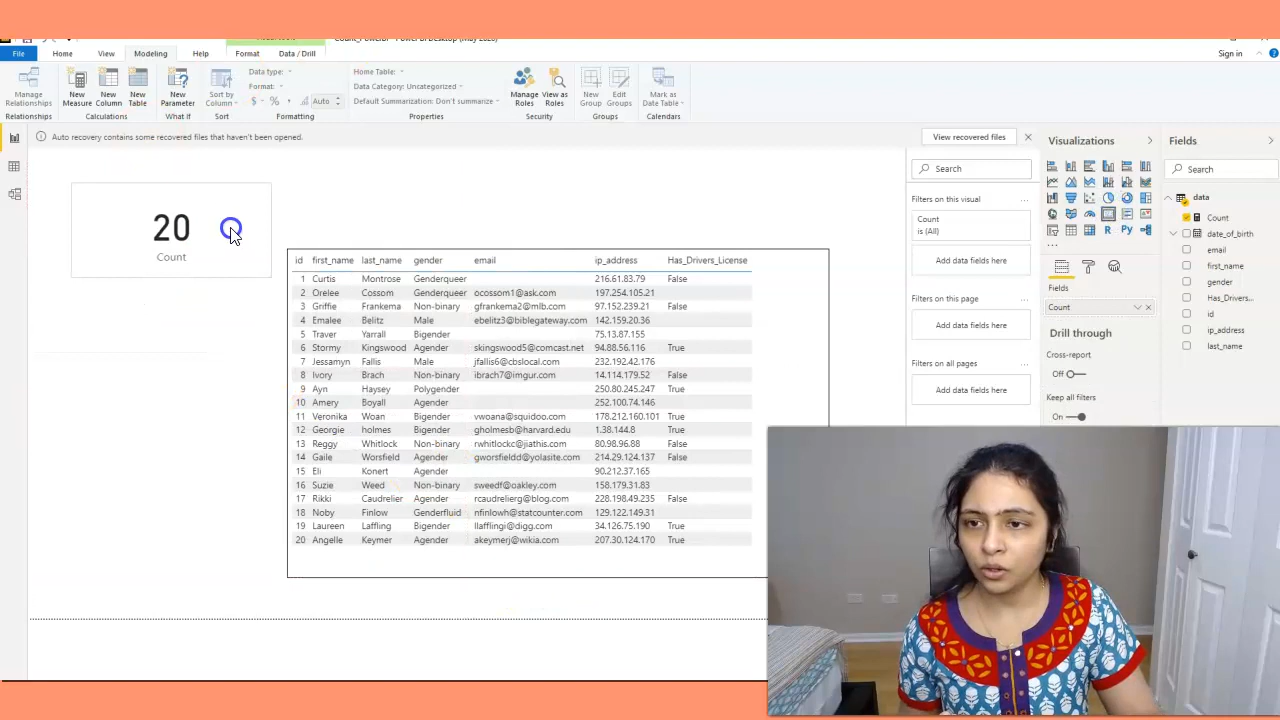 File Home View Modeling Help Format Data / Drill Sign in
Manage Relationships
New Measure
New Column
New Table
New Parameter
Sort by Column
Data type:
Format:
$ % , Auto
Home Table:
Data Category: Uncategorized
Default Summarization: Don't summarize
Manage Roles
View as Roles
New Group
Edit Groups
Mark as Date Table
Relationships Calculations What if Sort Formatting Properties Security Groups Calendars
Auto recovery contains some recovered files that haven't been opened. View recovered files
20
Count
id first_name last_name gender email ip_address Has_Drivers_License
1 Curtis Montrose Genderqueer 216.61.83.79 False
2 Orelee Cossom Genderqueer ocossom1@ask.com 197.254.105.21
3 Griffie Frankema Non-binary gfrankema2@mlb.com 97.152.239.21 False
4 Emalee Belitz Male ebelitz3@biblegateway.com 142.159.20.36
5 Traver Yarrall Bigender 75.13.87.155
6 Stormy Kingswood Agender skingswood5@comcast.net 94.88.56.116 True
7 Jessamyn Fallis Male jfallis6@cbslocal.com 232.192.42.176
8 Ivory Brach Non-binary ibrach7@imgur.com 14.114.179.52 False
9 Ayn Haysey Polygender 250.80.245.247 True
10 Amery Boyall Agender 252.100.74.146
11 Veronika Woan Bigender vwoana@squidoo.com 178.212.160.101 True
12 Georgie holmes Bigender gholmesb@harvard.edu 1.38.144.8 True
13 Reggy Whitlock Non-binary rwhitlockc@jiathis.com 80.98.96.88 False
14 Gaile Worsfield Agender gworsfieldd@yolasite.com 214.29.124.137 False
15 Eli Konert Agender 90.212.37.165
16 Suzie Weed Non-binary sweedf@oakley.com 158.179.31.83
17 Rikki Caudrelier Agender rcaudrelierg@blog.com 228.198.49.235 False
18 Noby Finlow Genderfluid nfinlowh@statcounter.com 129.122.149.31
19 Laureen Laffling Bigender llafflingi@digg.com 34.126.75.190 True
20 Angelle Keymer Agender akeymerj@wikia.com 207.30.124.170 True
Search
Filters on this visual ...
Count
is (All)
Add data fields here
Filters on this page ...
Add data fields here
Filters on all pages ...
Add data fields here
Visualizations
R Py
...
Fields
Count
Drill through
Cross-report
Off
Keep all filters
On
Fields
Search
data
Count
date_of_birth
email
first_name
gender
Has_Drivers...
id
ip_address
last_name